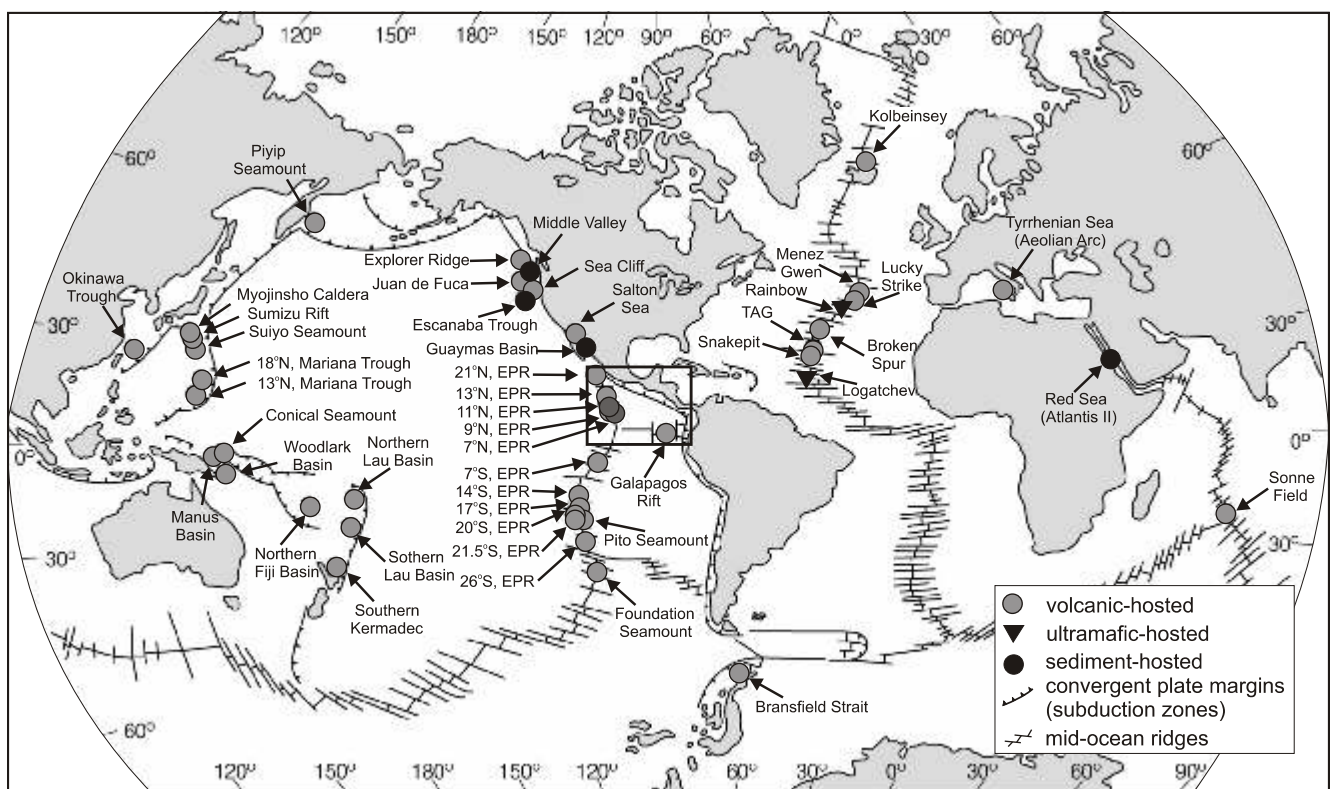 120° 150° 180° 150° 120° 90° 60° 0° 30° 60°
Kolbeinsey
60°
60°
Piyip
Seamount
Middle Valley
Explorer Ridge
Juan de Fuca
Sea Cliff
Salton
Sea
Escanaba Trough
Guaymas Basin
Tyrrhenian Sea
(Aeolian Arc)
Menez
Gwen
Lucky
Strike
Rainbow
TAG
Snakepit
Broken
Spur
Logatchev
Okinawa
Trough
Myojinsho Caldera
Sumizu Rift
Suiyo Seamount
30°
30°
18°N, Mariana Trough
13°N, Mariana Trough
21°N, EPR
13°N, EPR
11°N, EPR
9°N, EPR
7°N, EPR
Red Sea
(Atlantis II)
Conical Seamount
Woodlark
Basin
Northern
Lau Basin
0°
0°
7°S, EPR
14°S, EPR
17°S, EPR
20°S, EPR
21.5°S, EPR
26°S, EPR
Galapagos
Rift
Pito Seamount
Sonne
Field
Manus
Basin
Northern
Fiji Basin
Sothern
Lau Basin
30°
30°
Southern
Kermadec
Foundation
Seamount
Bransfield Strait
volcanic-hosted
ultramafic-hosted
sediment-hosted
convergent plate margins
(subduction zones)
mid-ocean ridges
60°
120° 150° 180° 150° 120° 60° 30° 0° 30° 60° 90°